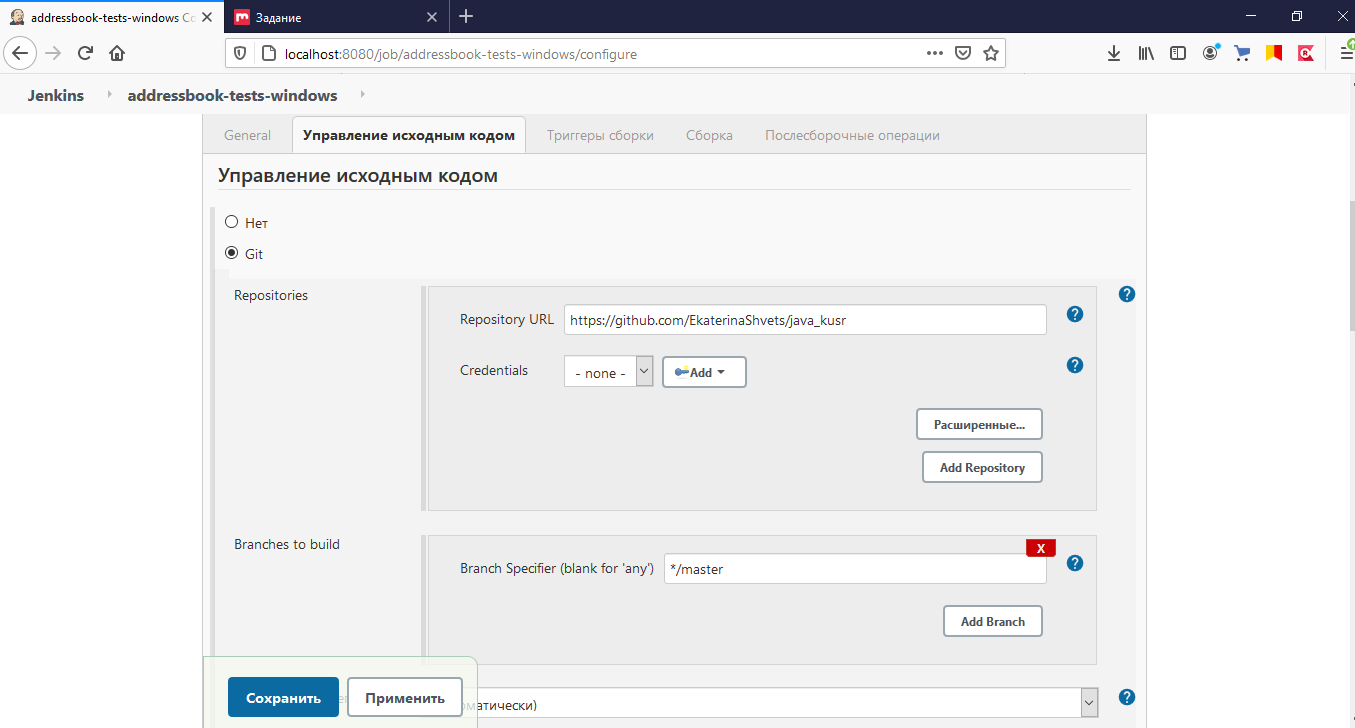 addressbook-tests-windows Co
Задание
localhost:8080/job/addressbook-tests-windows/configure
Jenkins addressbook-tests-windows
General Управление исходным кодом Триггеры сборки Сборка Послесборочные операции
Управление исходным кодом
Нет
Git
Repositories
Repository URL https://github.com/EkaterinaShvets/java_kusr
Credentials - none - Add
Расширенные...
Add Repository
Branches to build
X
Branch Specifier (blank for 'any') */master
Add Branch
Сохранить Применить оматически)